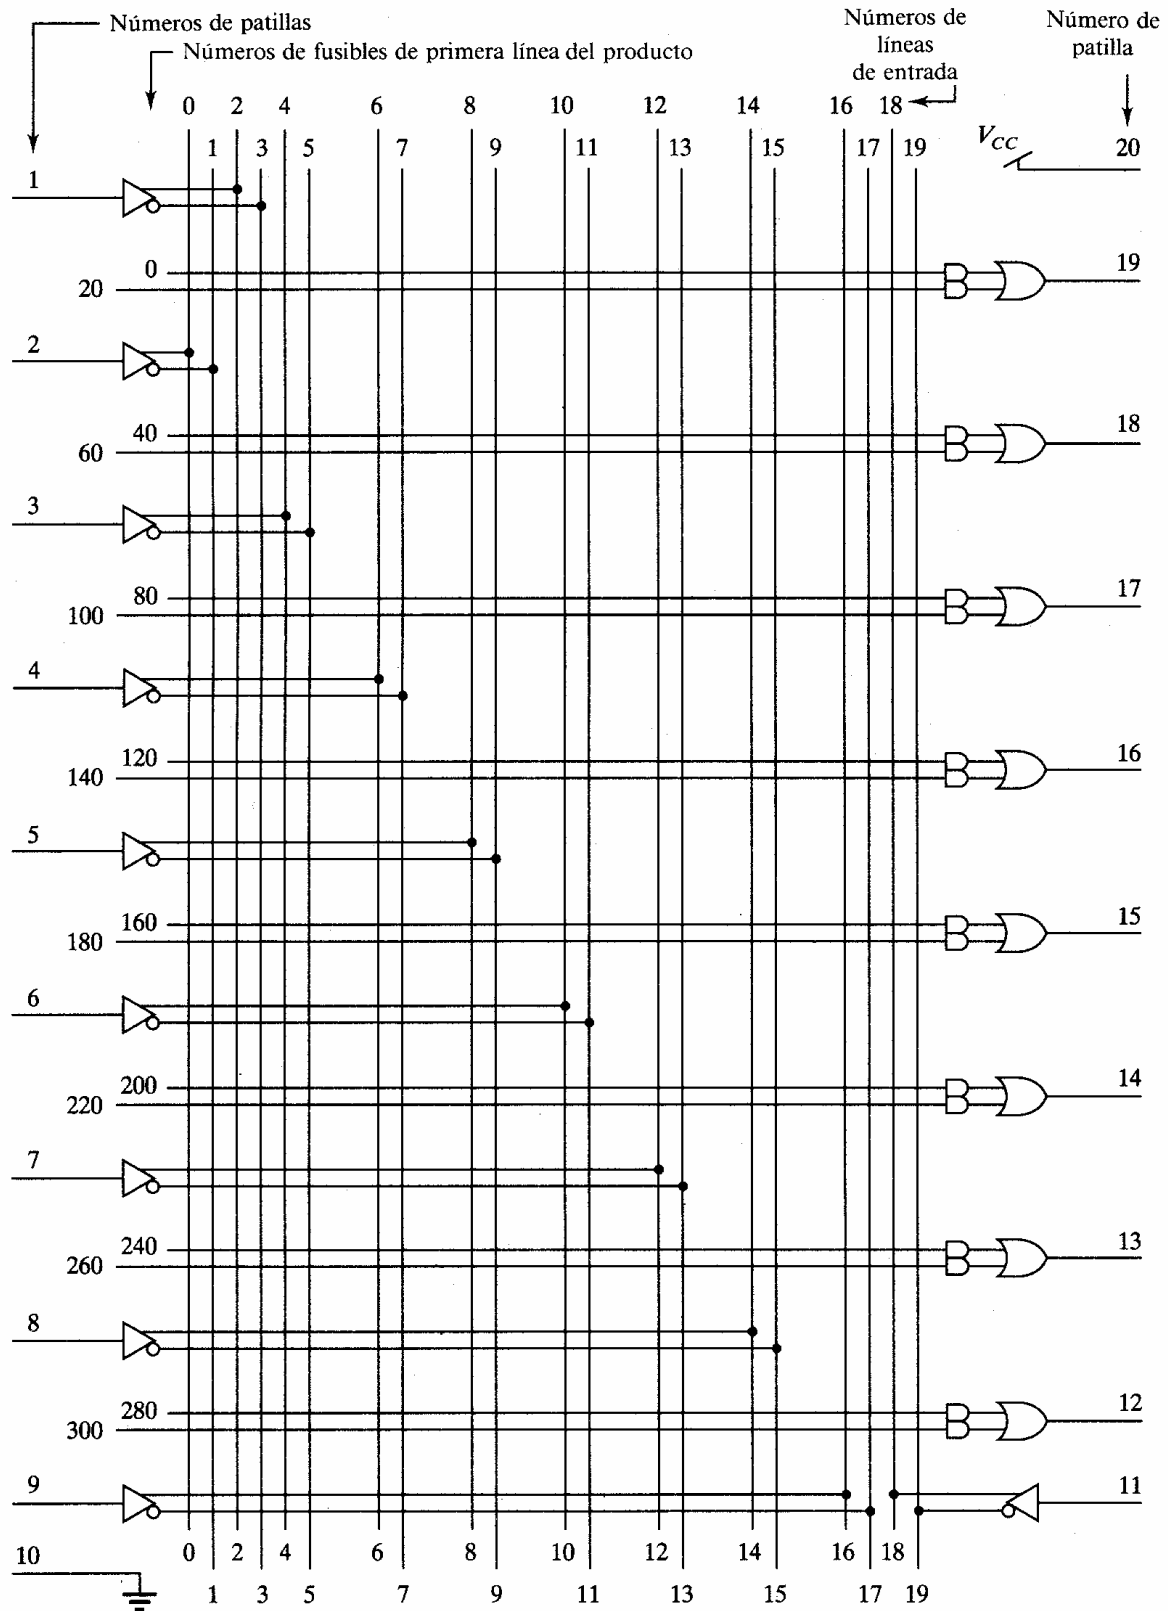 Números de patillas
Números de fusibles de primera línea del producto
Números de
líneas
de entrada
Número de
patilla
0 2 4 6 8 10 12 14 16 18
1 3 5 7 9 11 13 15 17 19
V_CC 20
1
0
20
19
2
40
60
18
3
80
100
17
4
120
140
16
5
160
180
15
6
200
220
14
7
240
260
13
8
280
300
12
9
11
0 2 4 6 8 10 12 14 16 18
10
1 3 5 7 9 11 13 15 17 19